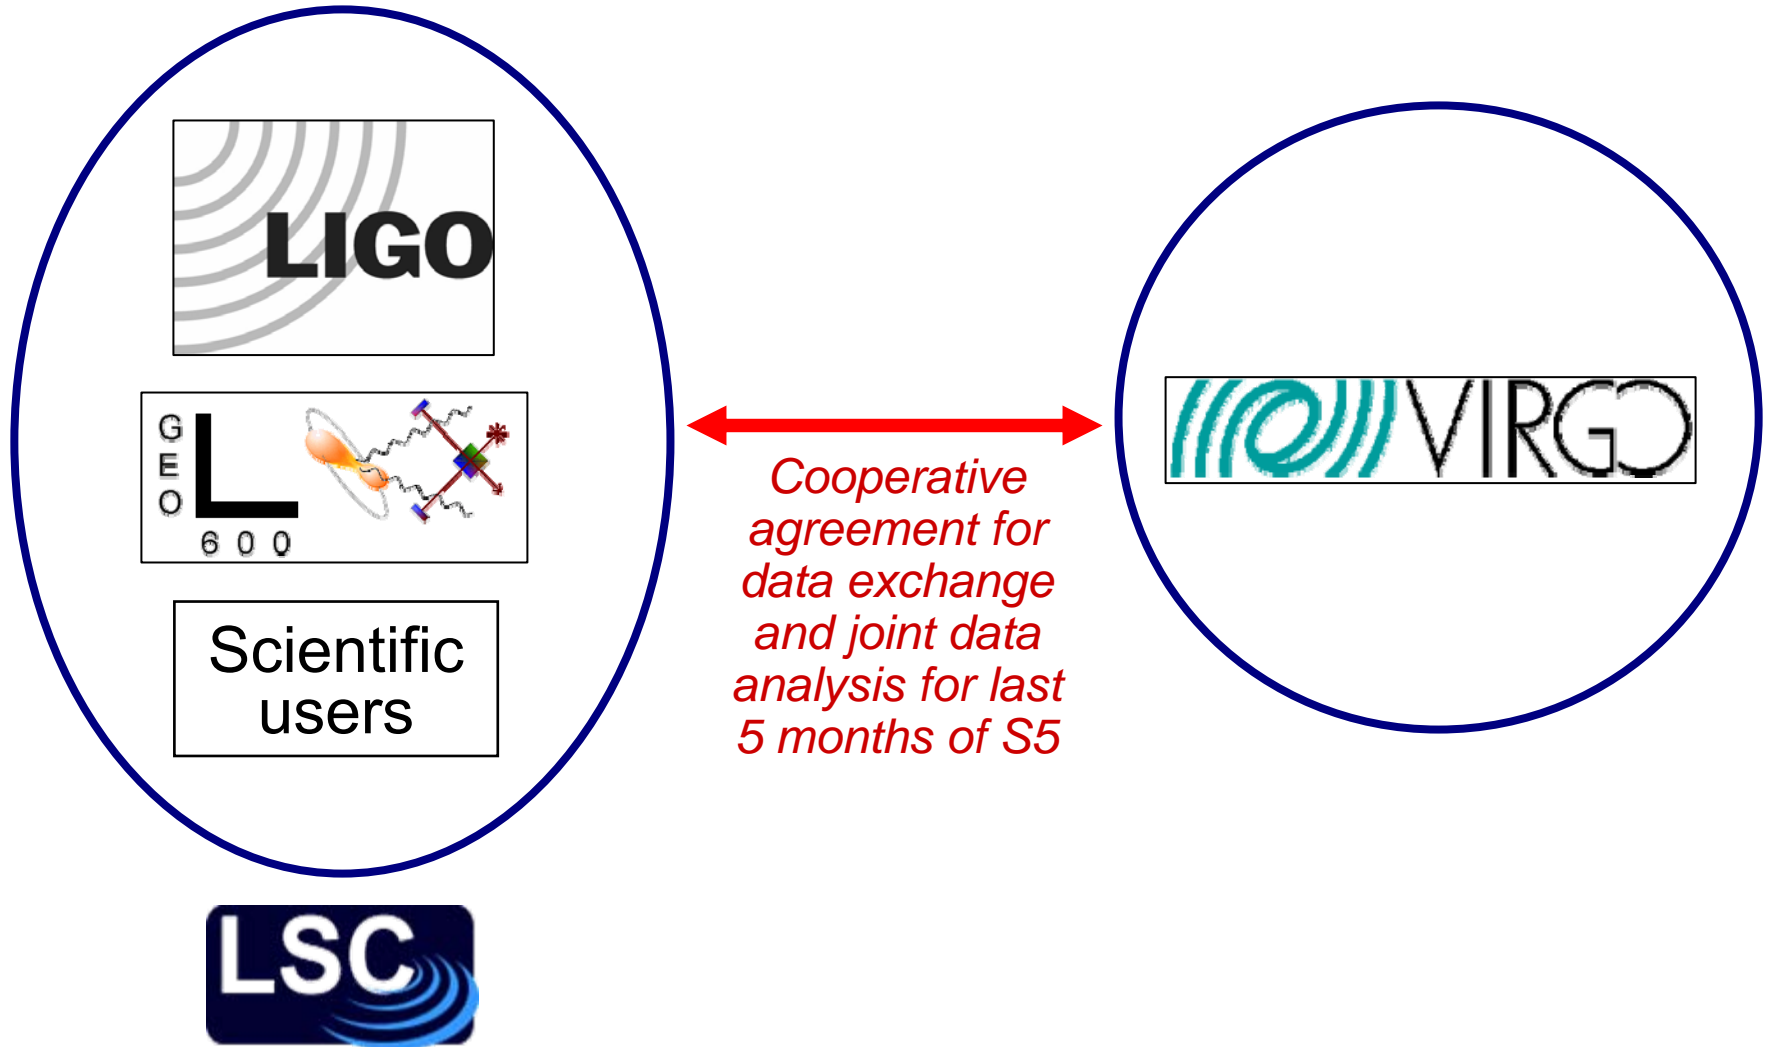 LIGO
GEO
600
Scientific
users
LSC
Cooperative
agreement for
data exchange
and joint data
analysis for last
5 months of S5
VIRGO